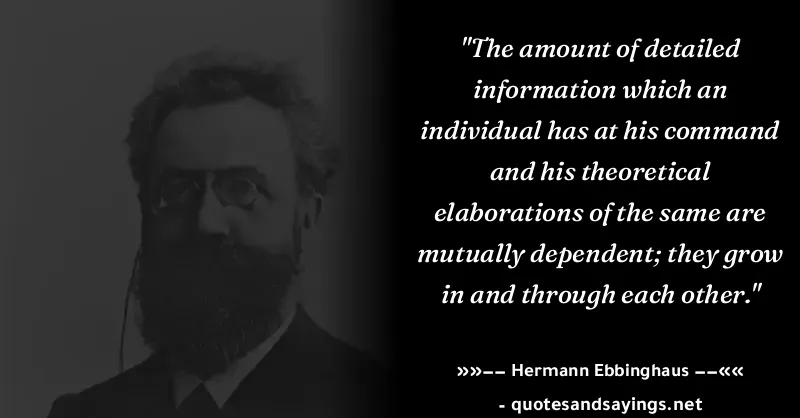 "The amount of detailed
information which an
individual has at his command
and his theoretical
elaborations of the same are
mutually dependent; they grow
in and through each other."
»»−− Hermann Ebbinghaus −−««
- quotesandsayings.net